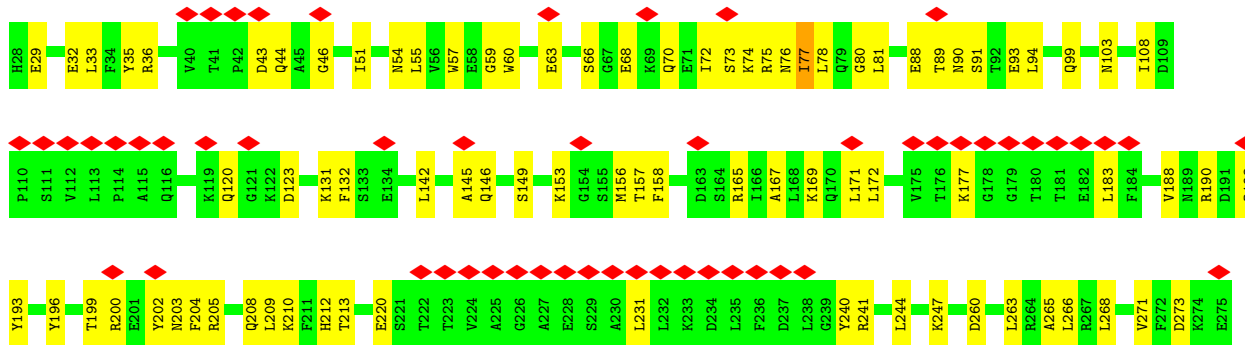 H28 E29 E32 L33 F34 Y35 R36 V40 T41 P42 D43 Q44 A45 G46 I51 N54 L55 V56 W57 E58 G59 W60 E63 S66 G67 E68 K69 Q70 E71 I72 S73 K74 R75 N76 I77 L78 Q79 G80 L81 E88 T89 N90 S91 T92 E93 L94 Q99 N103 I108 D109
P110 S111 V112 L113 P114 A115 Q116 K119 Q120 G121 K122 D123 K131 F132 S133 E134 L142 A145 Q146 S149 K153 G154 S155 M156 T157 F158 D163 S164 R165 I166 A167 L168 K169 Q170 L171 L172 V175 T176 K177 G178 G179 T180 T181 E182 L183 F184 V188 N189 R190 D191
Y193 Y196 T199 R200 E201 Y202 N203 F204 R205 Q208 L209 K210 F211 H212 T213 E220 S221 T222 T223 V224 A225 G226 A227 E228 S229 A230 L231 L232 K233 D234 L235 F236 D237 L238 G239 Y240 R241 L244 K247 D260 L263 R264 A265 L266 R267 L268 V271 F272 D273 K274 E275